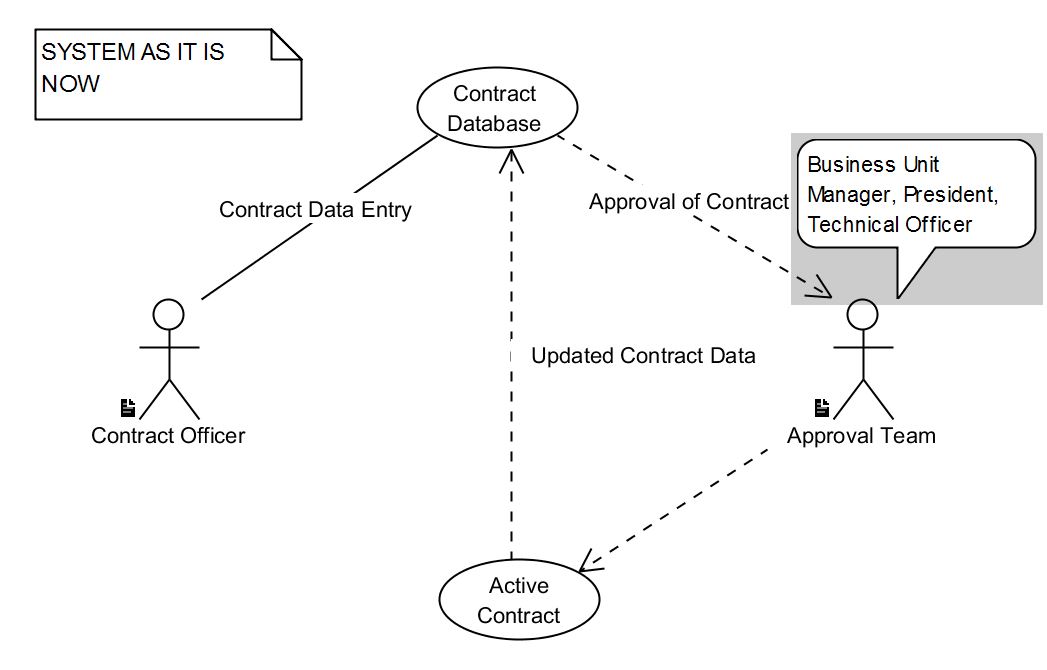 SYSTEM AS IT IS
NOW
Contract
Database
Business Unit
Manager, President,
Technical Officer
Contract Data Entry
Approval of Contract
Updated Contract Data
Contract Officer
Approval Team
Active
Contract